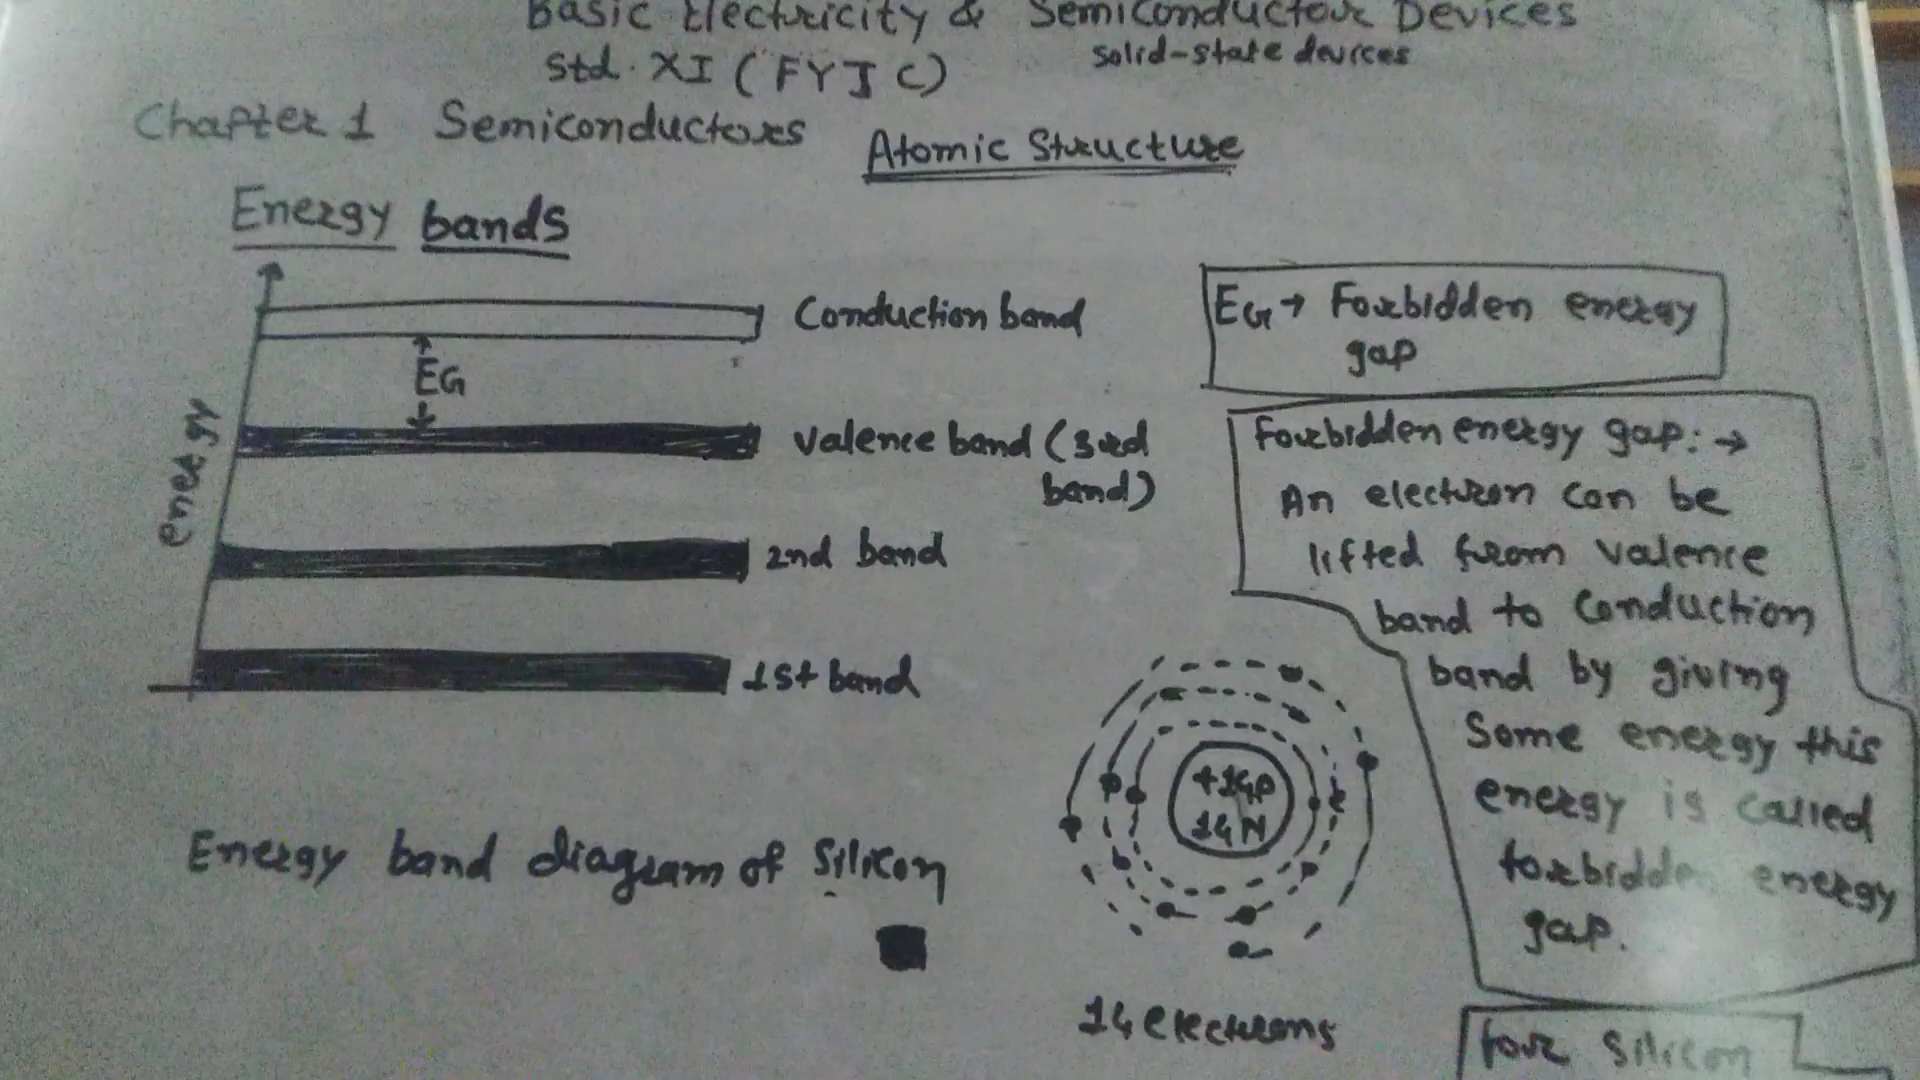 Basic Electricity & Semiconductor Devices
Std. XI (FYJC)
solid-state devices
Chapter 1 Semiconductors
Atomic Structure
Energy bands
energy
Conduction band
EG
Valence band (3rd
band)
2nd band
1st band
Energy band diagram of Silicon
EG → Forbidden energy
gap
Forbidden energy gap: →
An electron can be
lifted from valence
band to Conduction
band by giving
Some energy this
energy is called
forbidden energy
gap.
+14P
14N
14 electrons
for silicon